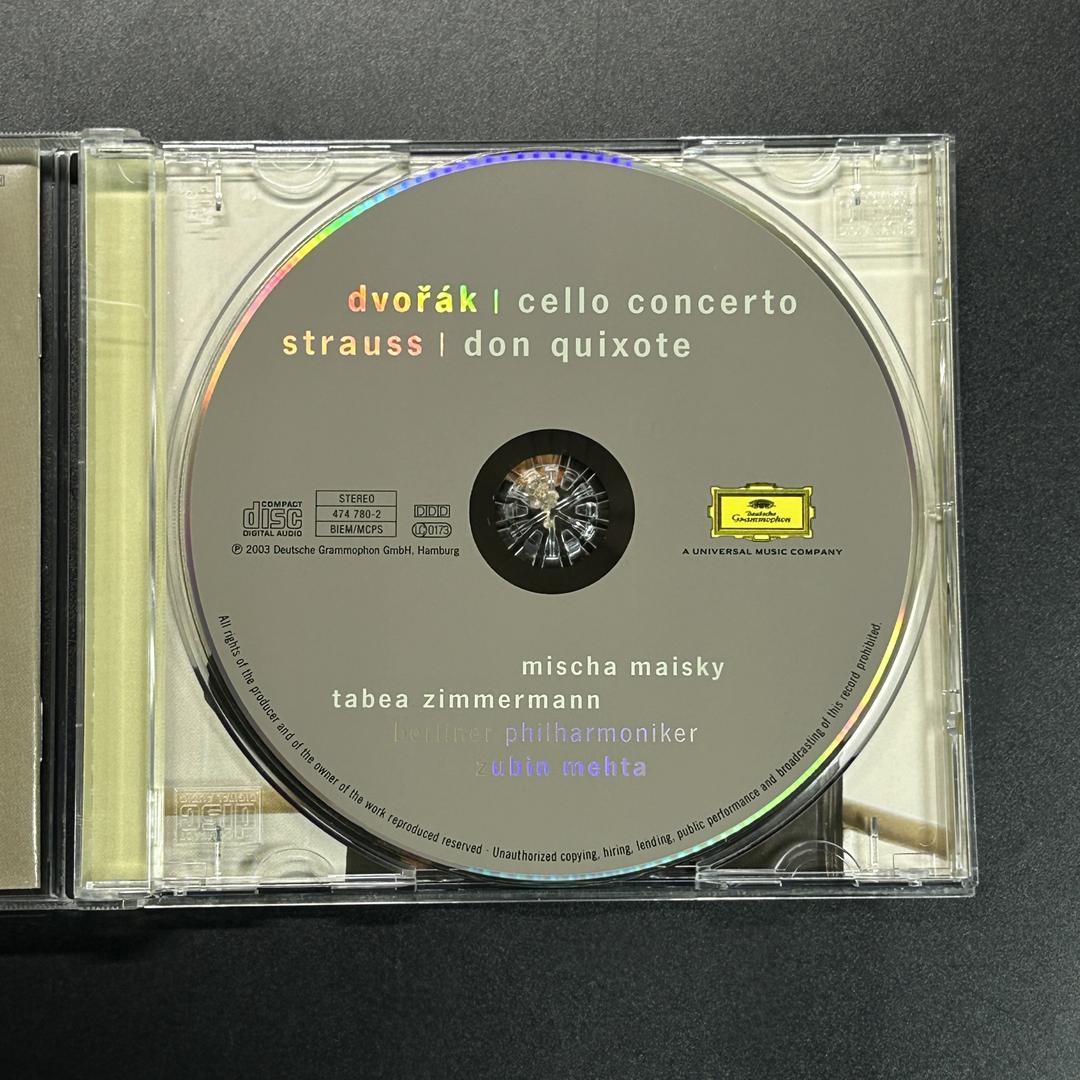 dvořák | cello concerto
strauss | don quixote
COMPACT
disc
DIGITAL AUDIO
STEREO
474 780-2
BIEM/MCPS
DDD
LC 0173
℗ 2003 Deutsche Grammophon GmbH, Hamburg
Deutsche
Grammophon
A UNIVERSAL MUSIC COMPANY
mischa maisky
tabea zimmermann
berliner philharmoniker
zubin mehta
All rights of the producer and of the owner of the work reproduced reserved · Unauthorized copying, hiring, lending, public performance and broadcasting of this record prohibited.